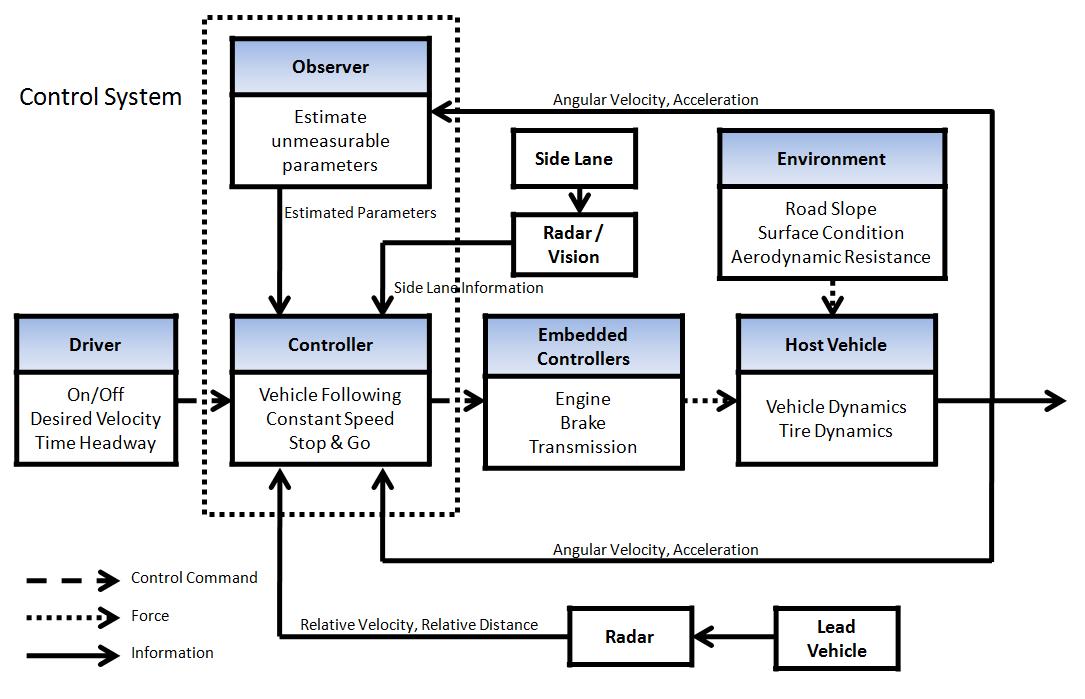 Control System
Observer
Estimate
unmeasurable
parameters
Angular Velocity, Acceleration
Side Lane
Radar /
Vision
Environment
Road Slope
Surface Condition
Aerodynamic Resistance
Estimated Parameters
Side Lane Information
Driver
On/Off
Desired Velocity
Time Headway
Controller
Vehicle Following
Constant Speed
Stop & Go
Embedded
Controllers
Engine
Brake
Transmission
Host Vehicle
Vehicle Dynamics
Tire Dynamics
Angular Velocity, Acceleration
Control Command
Force
Information
Relative Velocity, Relative Distance
Radar
Lead
Vehicle